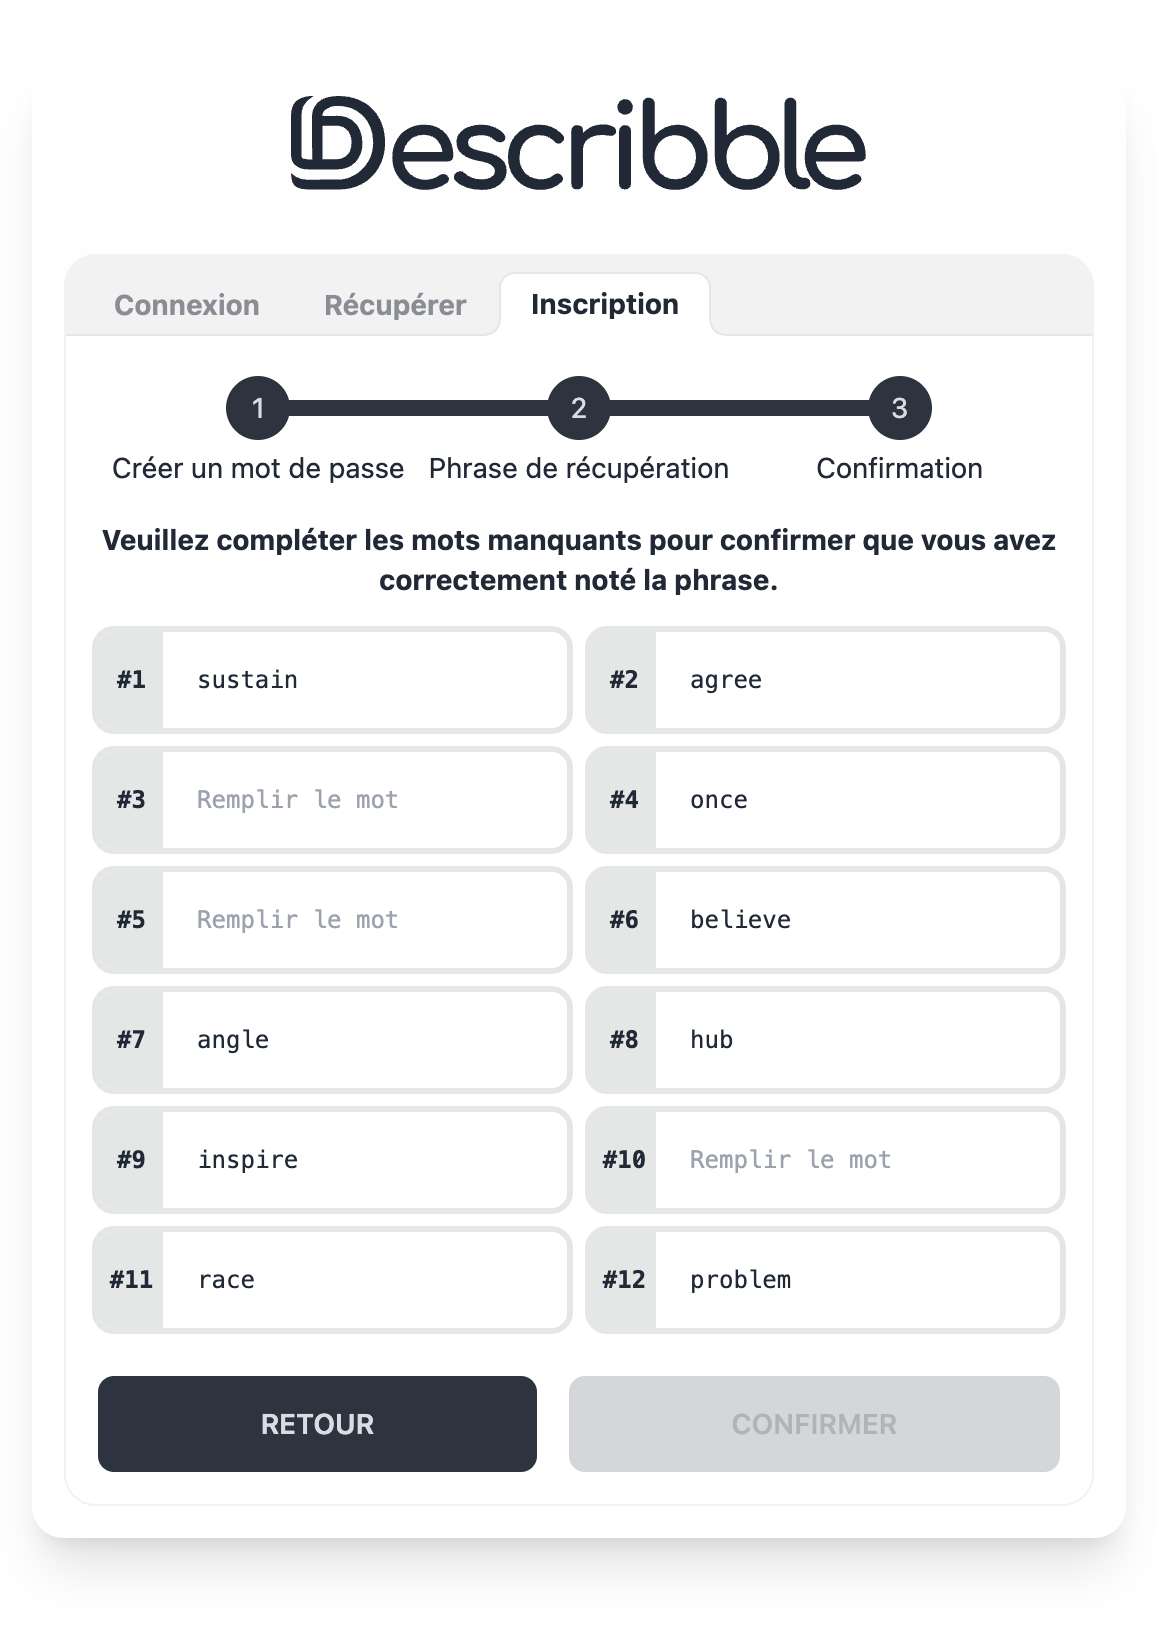 Describble
Connexion Récupérer Inscription
1 2 3
Créer un mot de passe Phrase de récupération Confirmation
Veuillez compléter les mots manquants pour confirmer que vous avez
correctement noté la phrase.
#1 sustain #2 agree
#3 Remplir le mot #4 once
#5 Remplir le mot #6 believe
#7 angle #8 hub
#9 inspire #10 Remplir le mot
#11 race #12 problem
RETOUR CONFIRMER